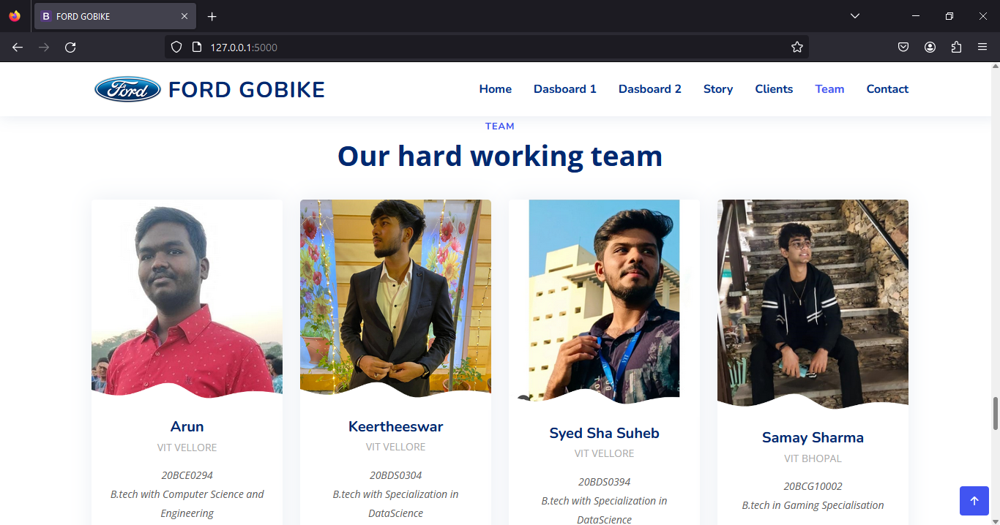 FORD GOBIKE
127.0.0.1:5000
Ford
FORD GOBIKE
Home
Dasboard 1
Dasboard 2
Story
Clients
Team
Contact
TEAM
Our hard working team
Arun
VIT VELLORE
20BCE0294
B.tech with Computer Science and
Engineering
Keertheeswar
VIT VELLORE
20BDS0304
B.tech with Specialization in
DataScience
Syed Sha Suheb
VIT VELLORE
20BDS0394
B.tech with Specialization in
DataScience
Samay Sharma
VIT BHOPAL
20BCG10002
B.tech in Gaming Specialisation